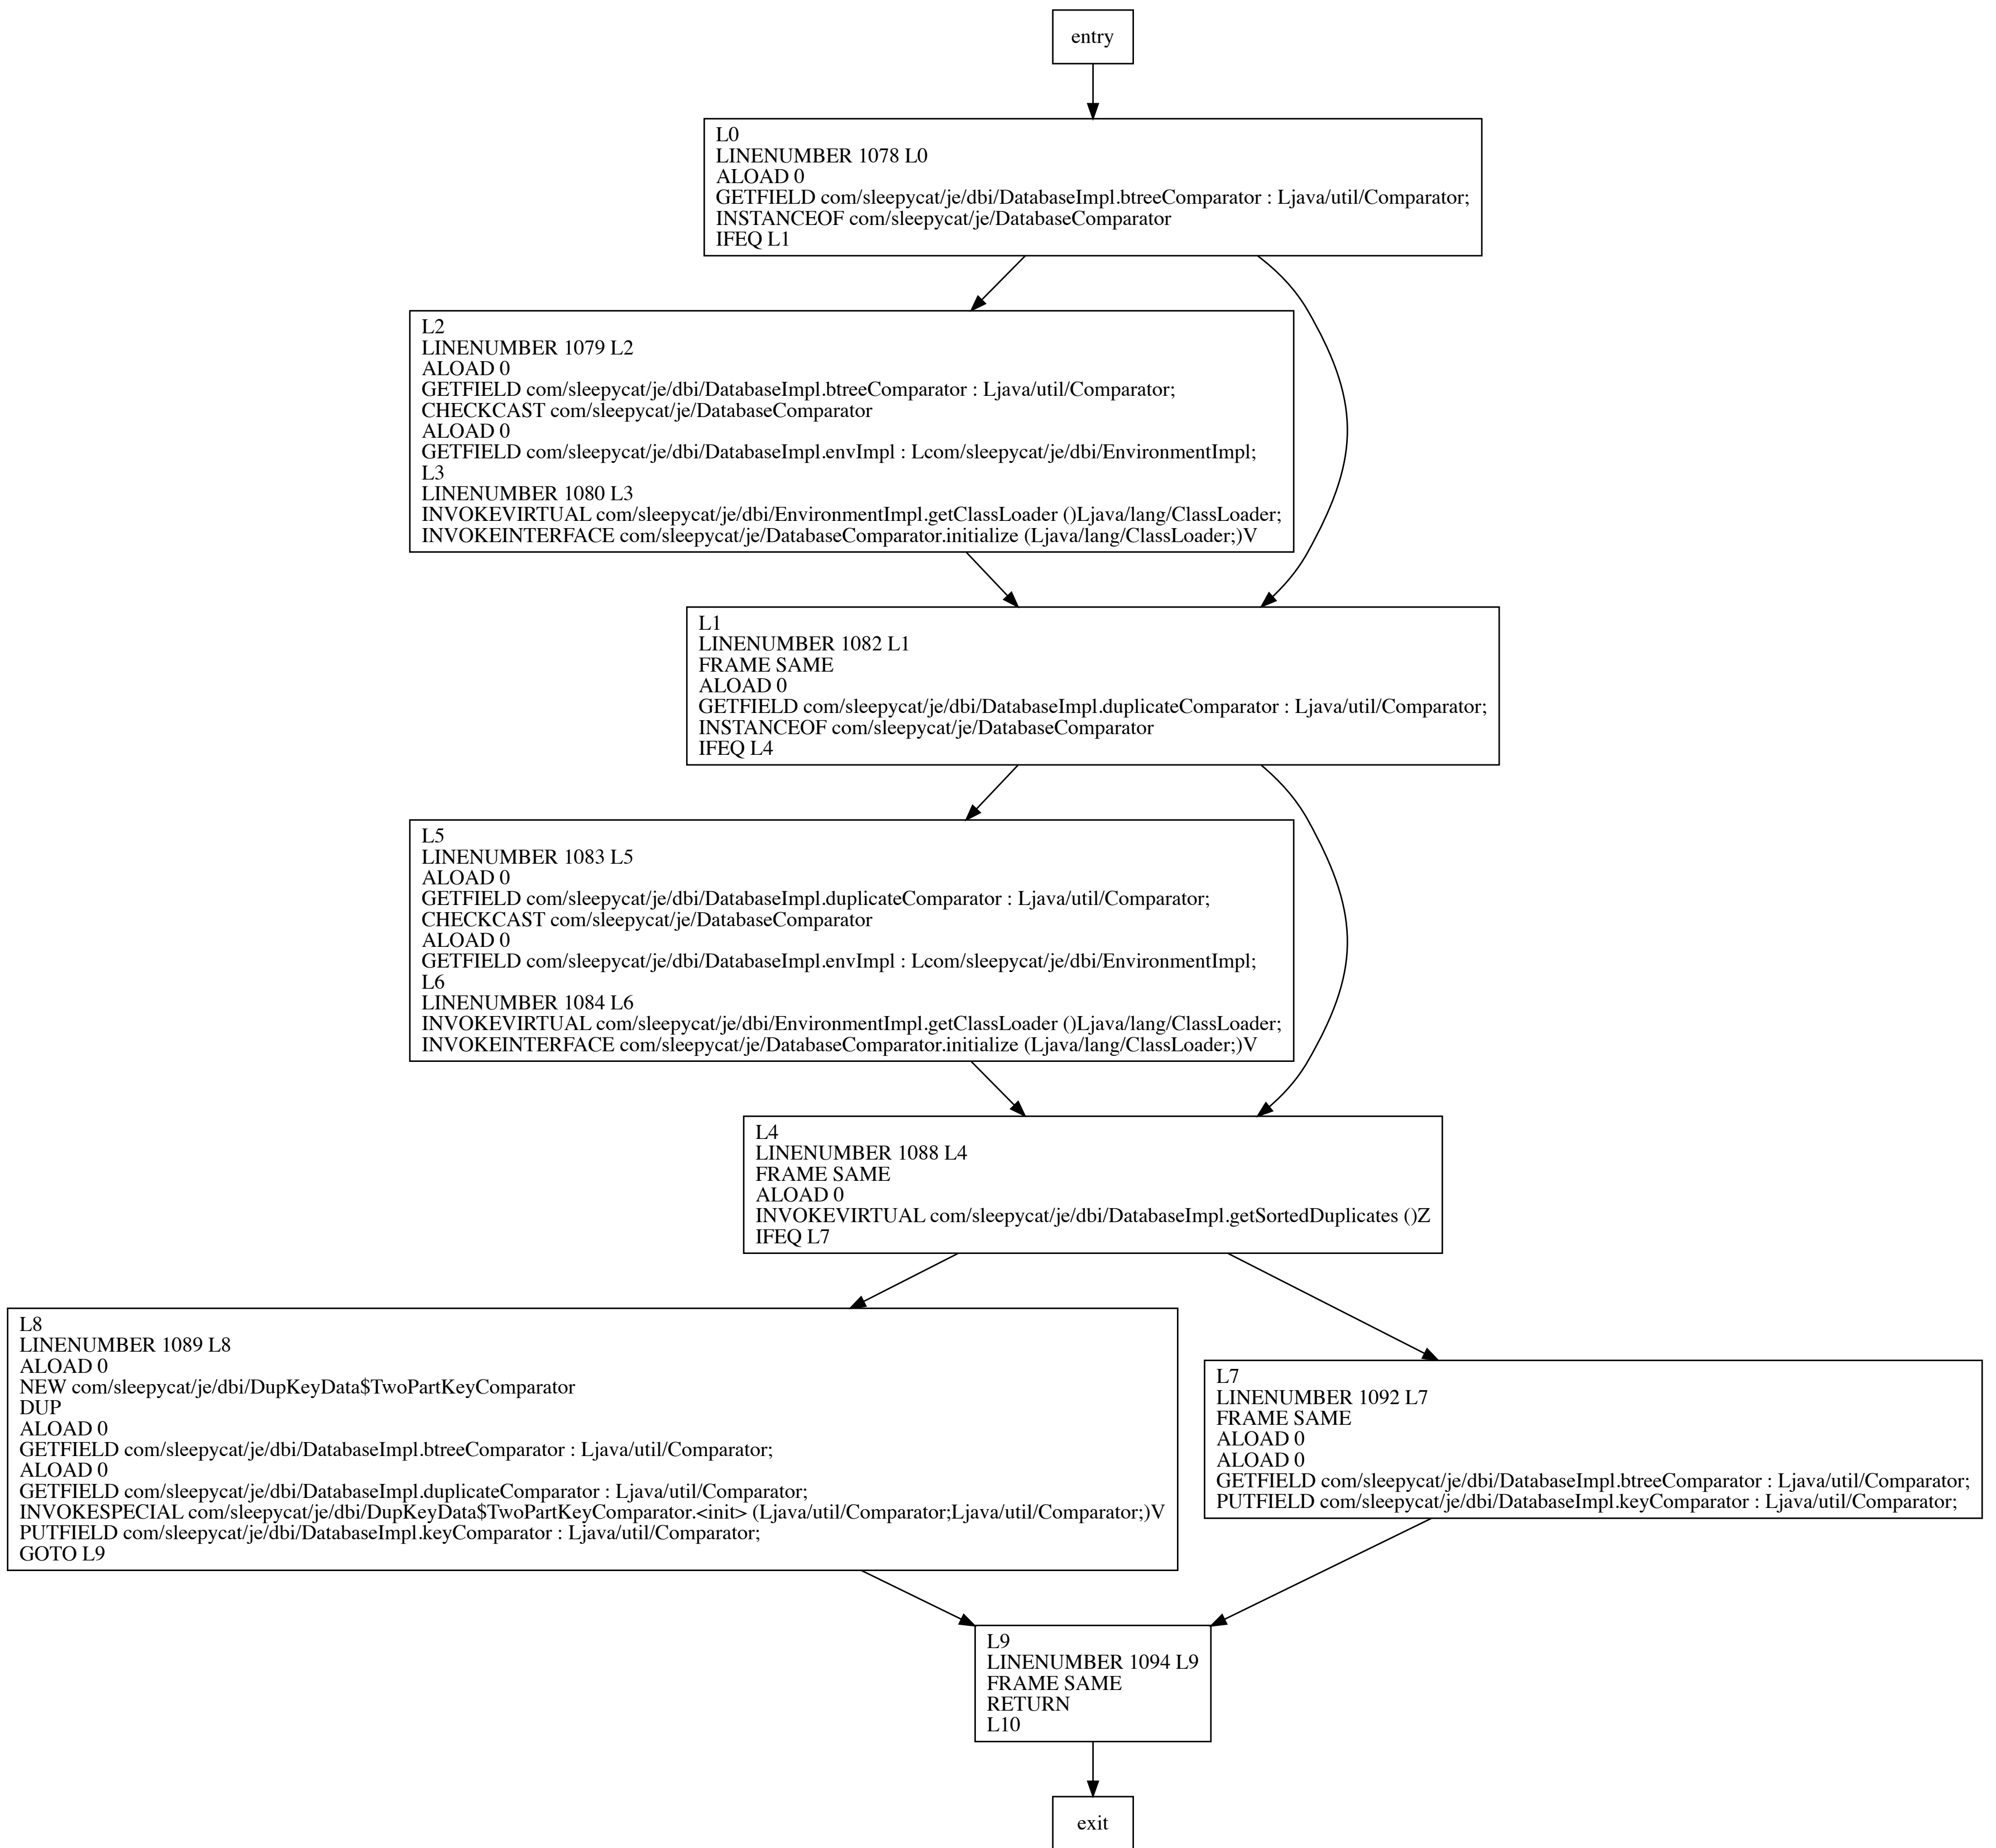 entry
L0
LINENUMBER 1078 L0
ALOAD 0
GETFIELD com/sleepycat/je/dbi/DatabaseImpl.btreeComparator : Ljava/util/Comparator;
INSTANCEOF com/sleepycat/je/DatabaseComparator
IFEQ L1
L2
LINENUMBER 1079 L2
ALOAD 0
GETFIELD com/sleepycat/je/dbi/DatabaseImpl.btreeComparator : Ljava/util/Comparator;
CHECKCAST com/sleepycat/je/DatabaseComparator
ALOAD 0
GETFIELD com/sleepycat/je/dbi/DatabaseImpl.envImpl : Lcom/sleepycat/je/dbi/EnvironmentImpl;
L3
LINENUMBER 1080 L3
INVOKEVIRTUAL com/sleepycat/je/dbi/EnvironmentImpl.getClassLoader ()Ljava/lang/ClassLoader;
INVOKEINTERFACE com/sleepycat/je/DatabaseComparator.initialize (Ljava/lang/ClassLoader;)V
L1
LINENUMBER 1082 L1
FRAME SAME
ALOAD 0
GETFIELD com/sleepycat/je/dbi/DatabaseImpl.duplicateComparator : Ljava/util/Comparator;
INSTANCEOF com/sleepycat/je/DatabaseComparator
IFEQ L4
L5
LINENUMBER 1083 L5
ALOAD 0
GETFIELD com/sleepycat/je/dbi/DatabaseImpl.duplicateComparator : Ljava/util/Comparator;
CHECKCAST com/sleepycat/je/DatabaseComparator
ALOAD 0
GETFIELD com/sleepycat/je/dbi/DatabaseImpl.envImpl : Lcom/sleepycat/je/dbi/EnvironmentImpl;
L6
LINENUMBER 1084 L6
INVOKEVIRTUAL com/sleepycat/je/dbi/EnvironmentImpl.getClassLoader ()Ljava/lang/ClassLoader;
INVOKEINTERFACE com/sleepycat/je/DatabaseComparator.initialize (Ljava/lang/ClassLoader;)V
L4
LINENUMBER 1088 L4
FRAME SAME
ALOAD 0
INVOKEVIRTUAL com/sleepycat/je/dbi/DatabaseImpl.getSortedDuplicates ()Z
IFEQ L7
L8
LINENUMBER 1089 L8
ALOAD 0
NEW com/sleepycat/je/dbi/DupKeyData$TwoPartKeyComparator
DUP
ALOAD 0
GETFIELD com/sleepycat/je/dbi/DatabaseImpl.btreeComparator : Ljava/util/Comparator;
ALOAD 0
GETFIELD com/sleepycat/je/dbi/DatabaseImpl.duplicateComparator : Ljava/util/Comparator;
INVOKESPECIAL com/sleepycat/je/dbi/DupKeyData$TwoPartKeyComparator.<init> (Ljava/util/Comparator;Ljava/util/Comparator;)V
PUTFIELD com/sleepycat/je/dbi/DatabaseImpl.keyComparator : Ljava/util/Comparator;
GOTO L9
L7
LINENUMBER 1092 L7
FRAME SAME
ALOAD 0
ALOAD 0
GETFIELD com/sleepycat/je/dbi/DatabaseImpl.btreeComparator : Ljava/util/Comparator;
PUTFIELD com/sleepycat/je/dbi/DatabaseImpl.keyComparator : Ljava/util/Comparator;
L9
LINENUMBER 1094 L9
FRAME SAME
RETURN
L10
exit